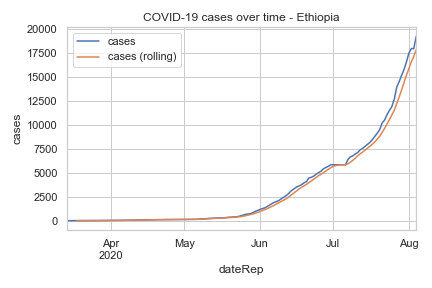 COVID-19 cases over time - Ethiopia
cases
cases (rolling)
20000
17500
15000
12500
10000
7500
5000
2500
0
cases
Apr May Jun Jul Aug
2020
dateRep